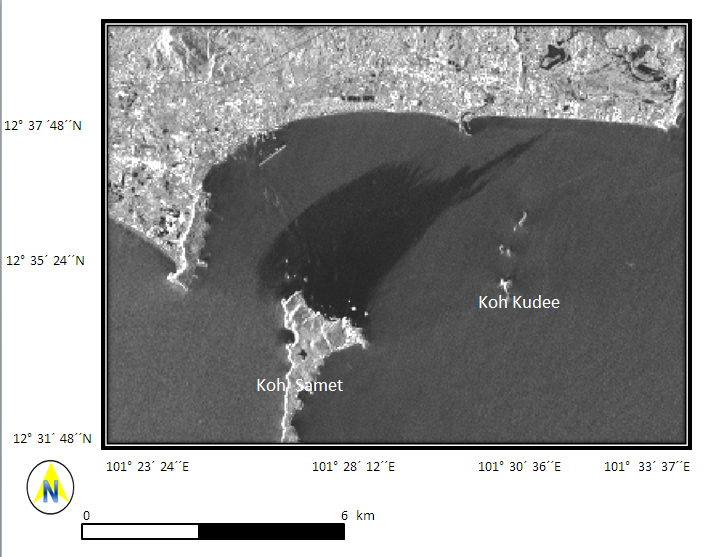 12° 37 ´48´´N
12° 35´ 24´´N
Koh Kudee
Koh Samet
12° 31´ 48´´N
101° 23´ 24´´E
101° 28´ 12´´E
101° 30´ 36´´E
101° 33´ 37´´E
N
0
6 km